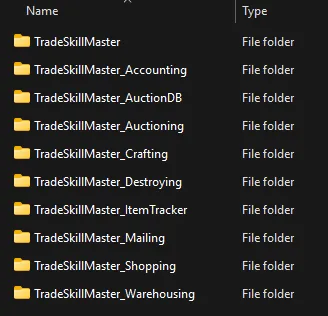 Name Type
TradeSkillMaster File folder
TradeSkillMaster_Accounting File folder
TradeSkillMaster_AuctionDB File folder
TradeSkillMaster_Auctioning File folder
TradeSkillMaster_Crafting File folder
TradeSkillMaster_Destroying File folder
TradeSkillMaster_ItemTracker File folder
TradeSkillMaster_Mailing File folder
TradeSkillMaster_Shopping File folder
TradeSkillMaster_Warehousing File folder